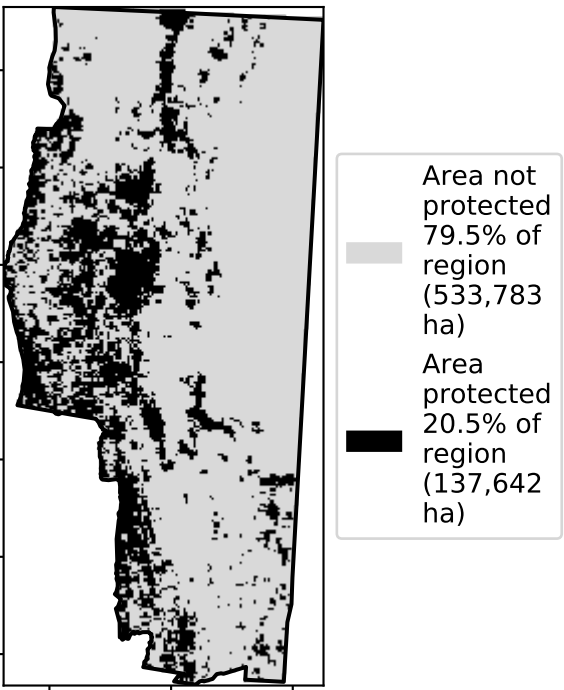 Area not
protected
79.5% of
region
(533,783
ha)
Area
protected
20.5% of
region
(137,642
ha)